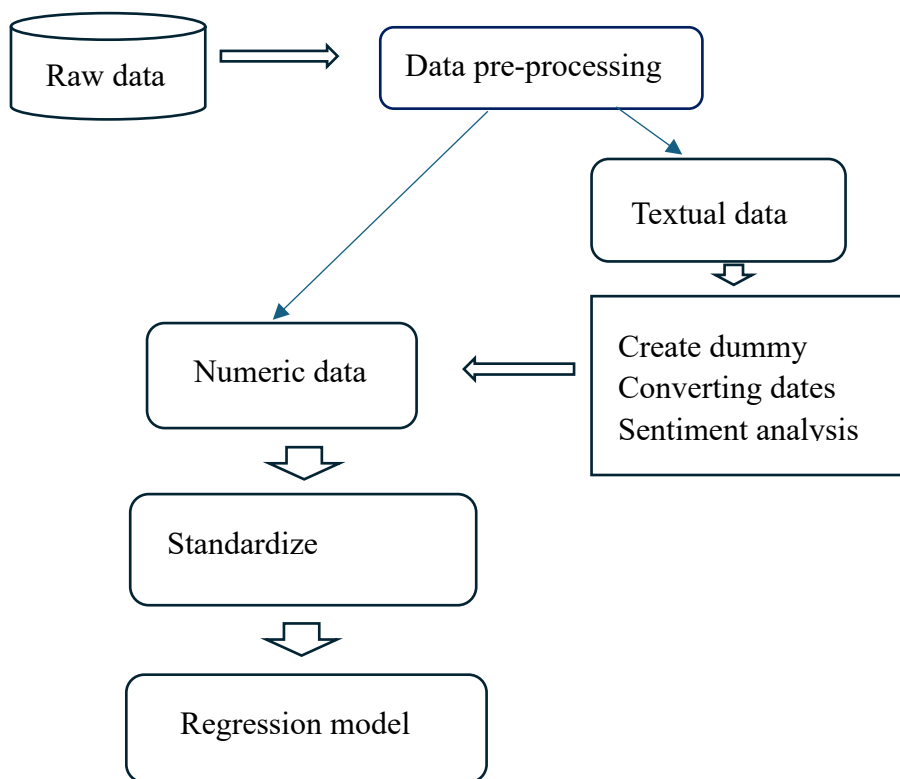 Raw data
Data pre-processing
Textual data
Create dummy
Converting dates
Sentiment analysis
Numeric data
Standardize
Regression model